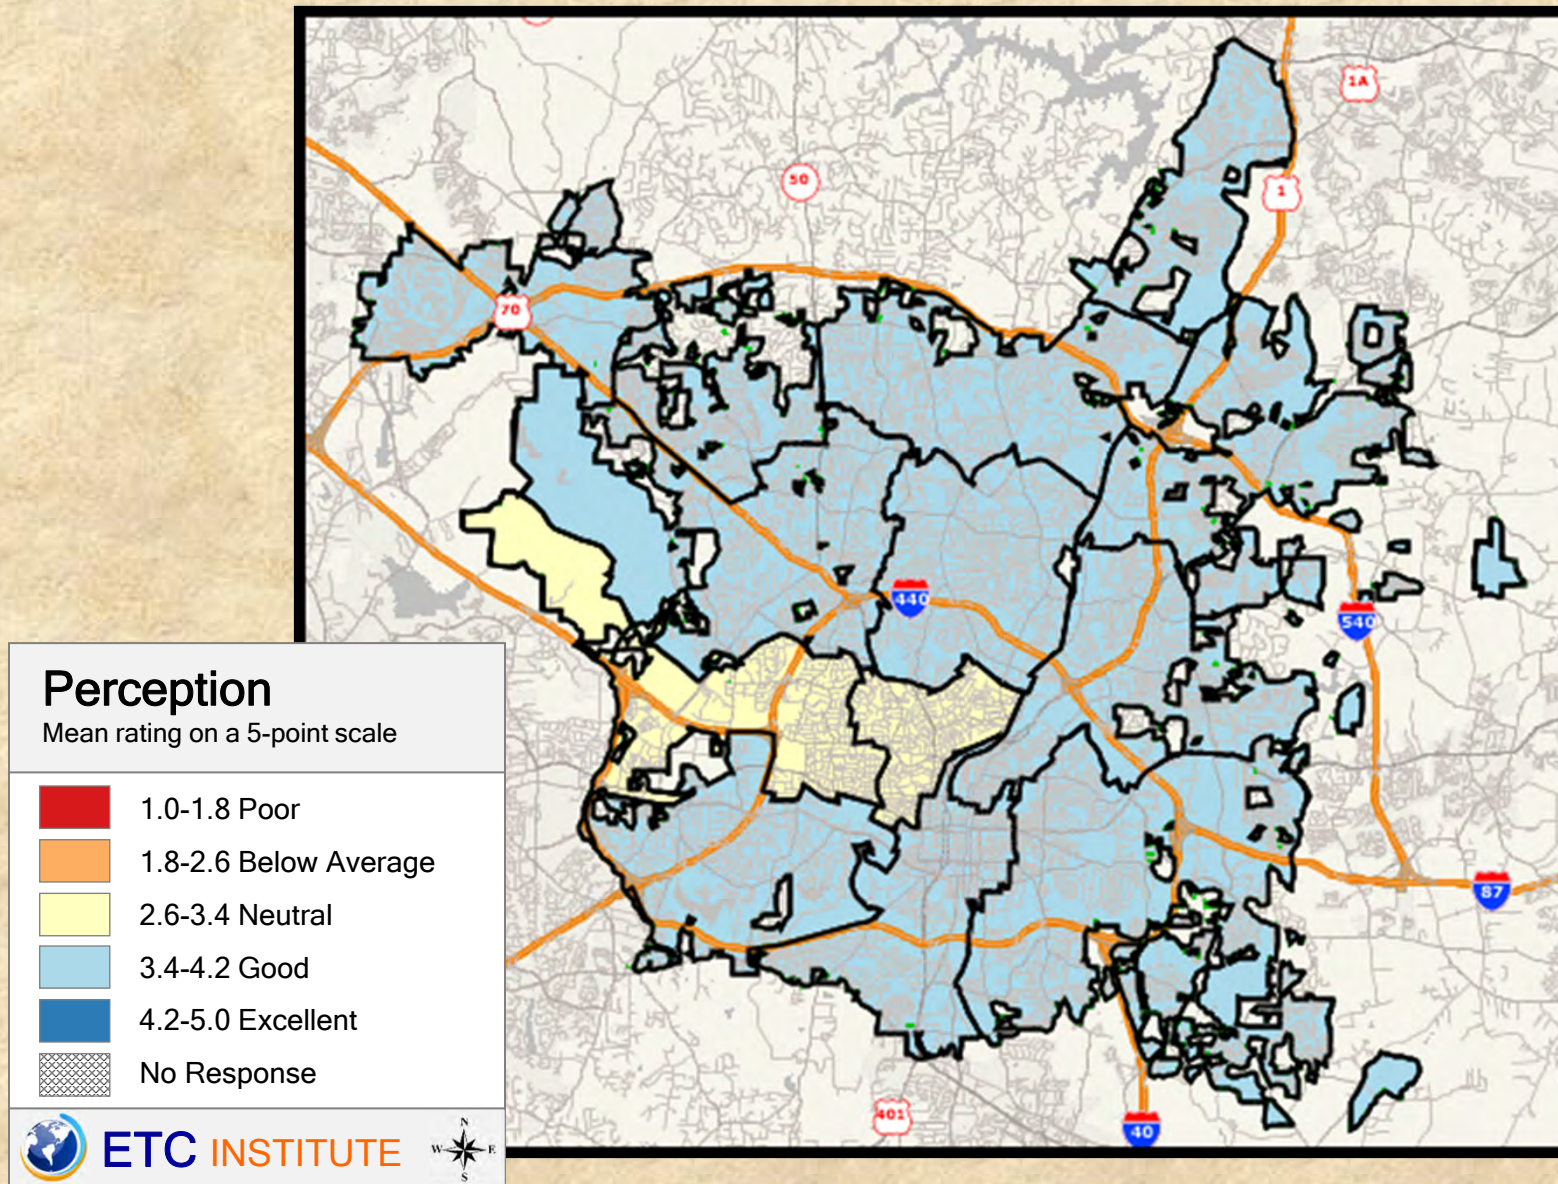 1A
50
1
70
440
540
Perception
Mean rating on a 5-point scale
1.0-1.8 Poor
1.8-2.6 Below Average
2.6-3.4 Neutral
3.4-4.2 Good
87
4.2-5.0 Excellent
No Response
401
40
ETC INSTITUTE
N
W E
S